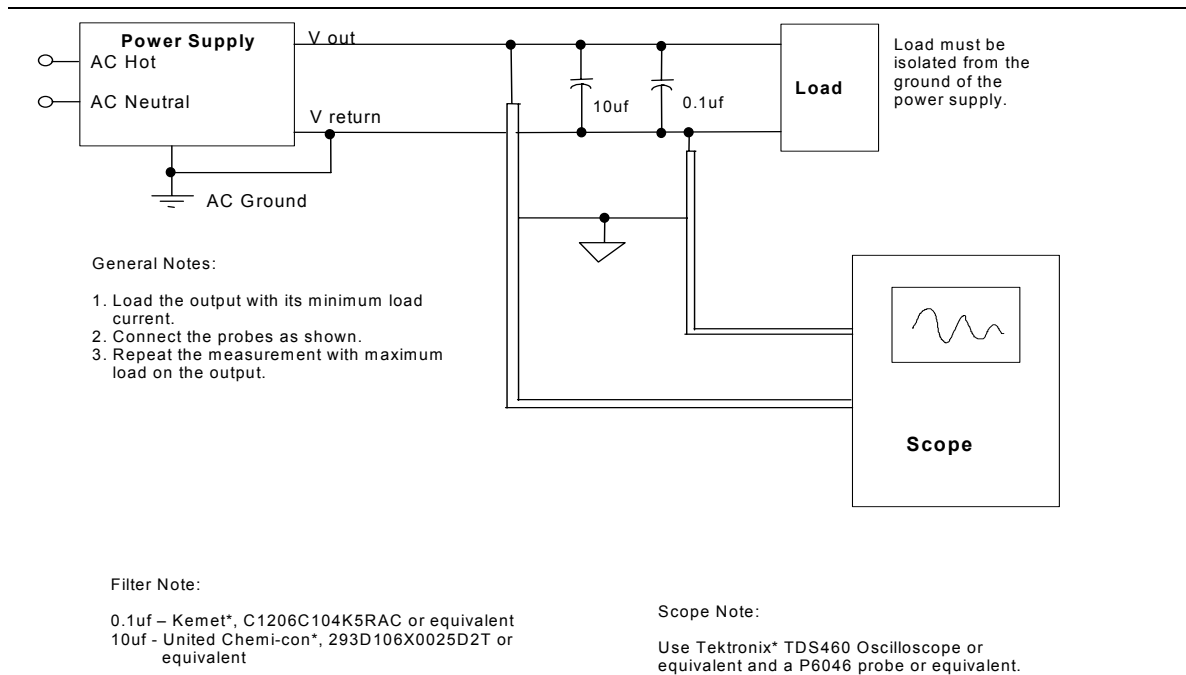 Power Supply
V out
AC Hot
AC Neutral
V return
AC Ground
10uf
0.1uf
Load
Load must be
isolated from the
ground of the
power supply.
General Notes:
1. Load the output with its minimum load
current.
2. Connect the probes as shown.
3. Repeat the measurement with maximum
load on the output.
Scope
Filter Note:
0.1uf – Kemet*, C1206C104K5RAC or equivalent
10uf - United Chemi-con*, 293D106X0025D2T or
equivalent
Scope Note:
Use Tektronix* TDS460 Oscilloscope or
equivalent and a P6046 probe or equivalent.